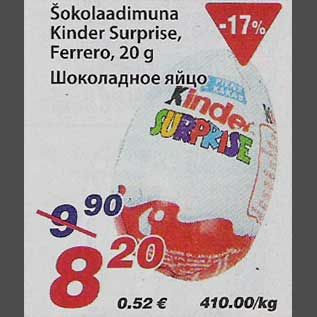 Šokolaadimuna
Kinder Surprise,
Ferrero, 20 g
Шоколадное яйцо
-17%
Kinder
SURPRISE
9 90
8 20
0.52 € 410.00/kg